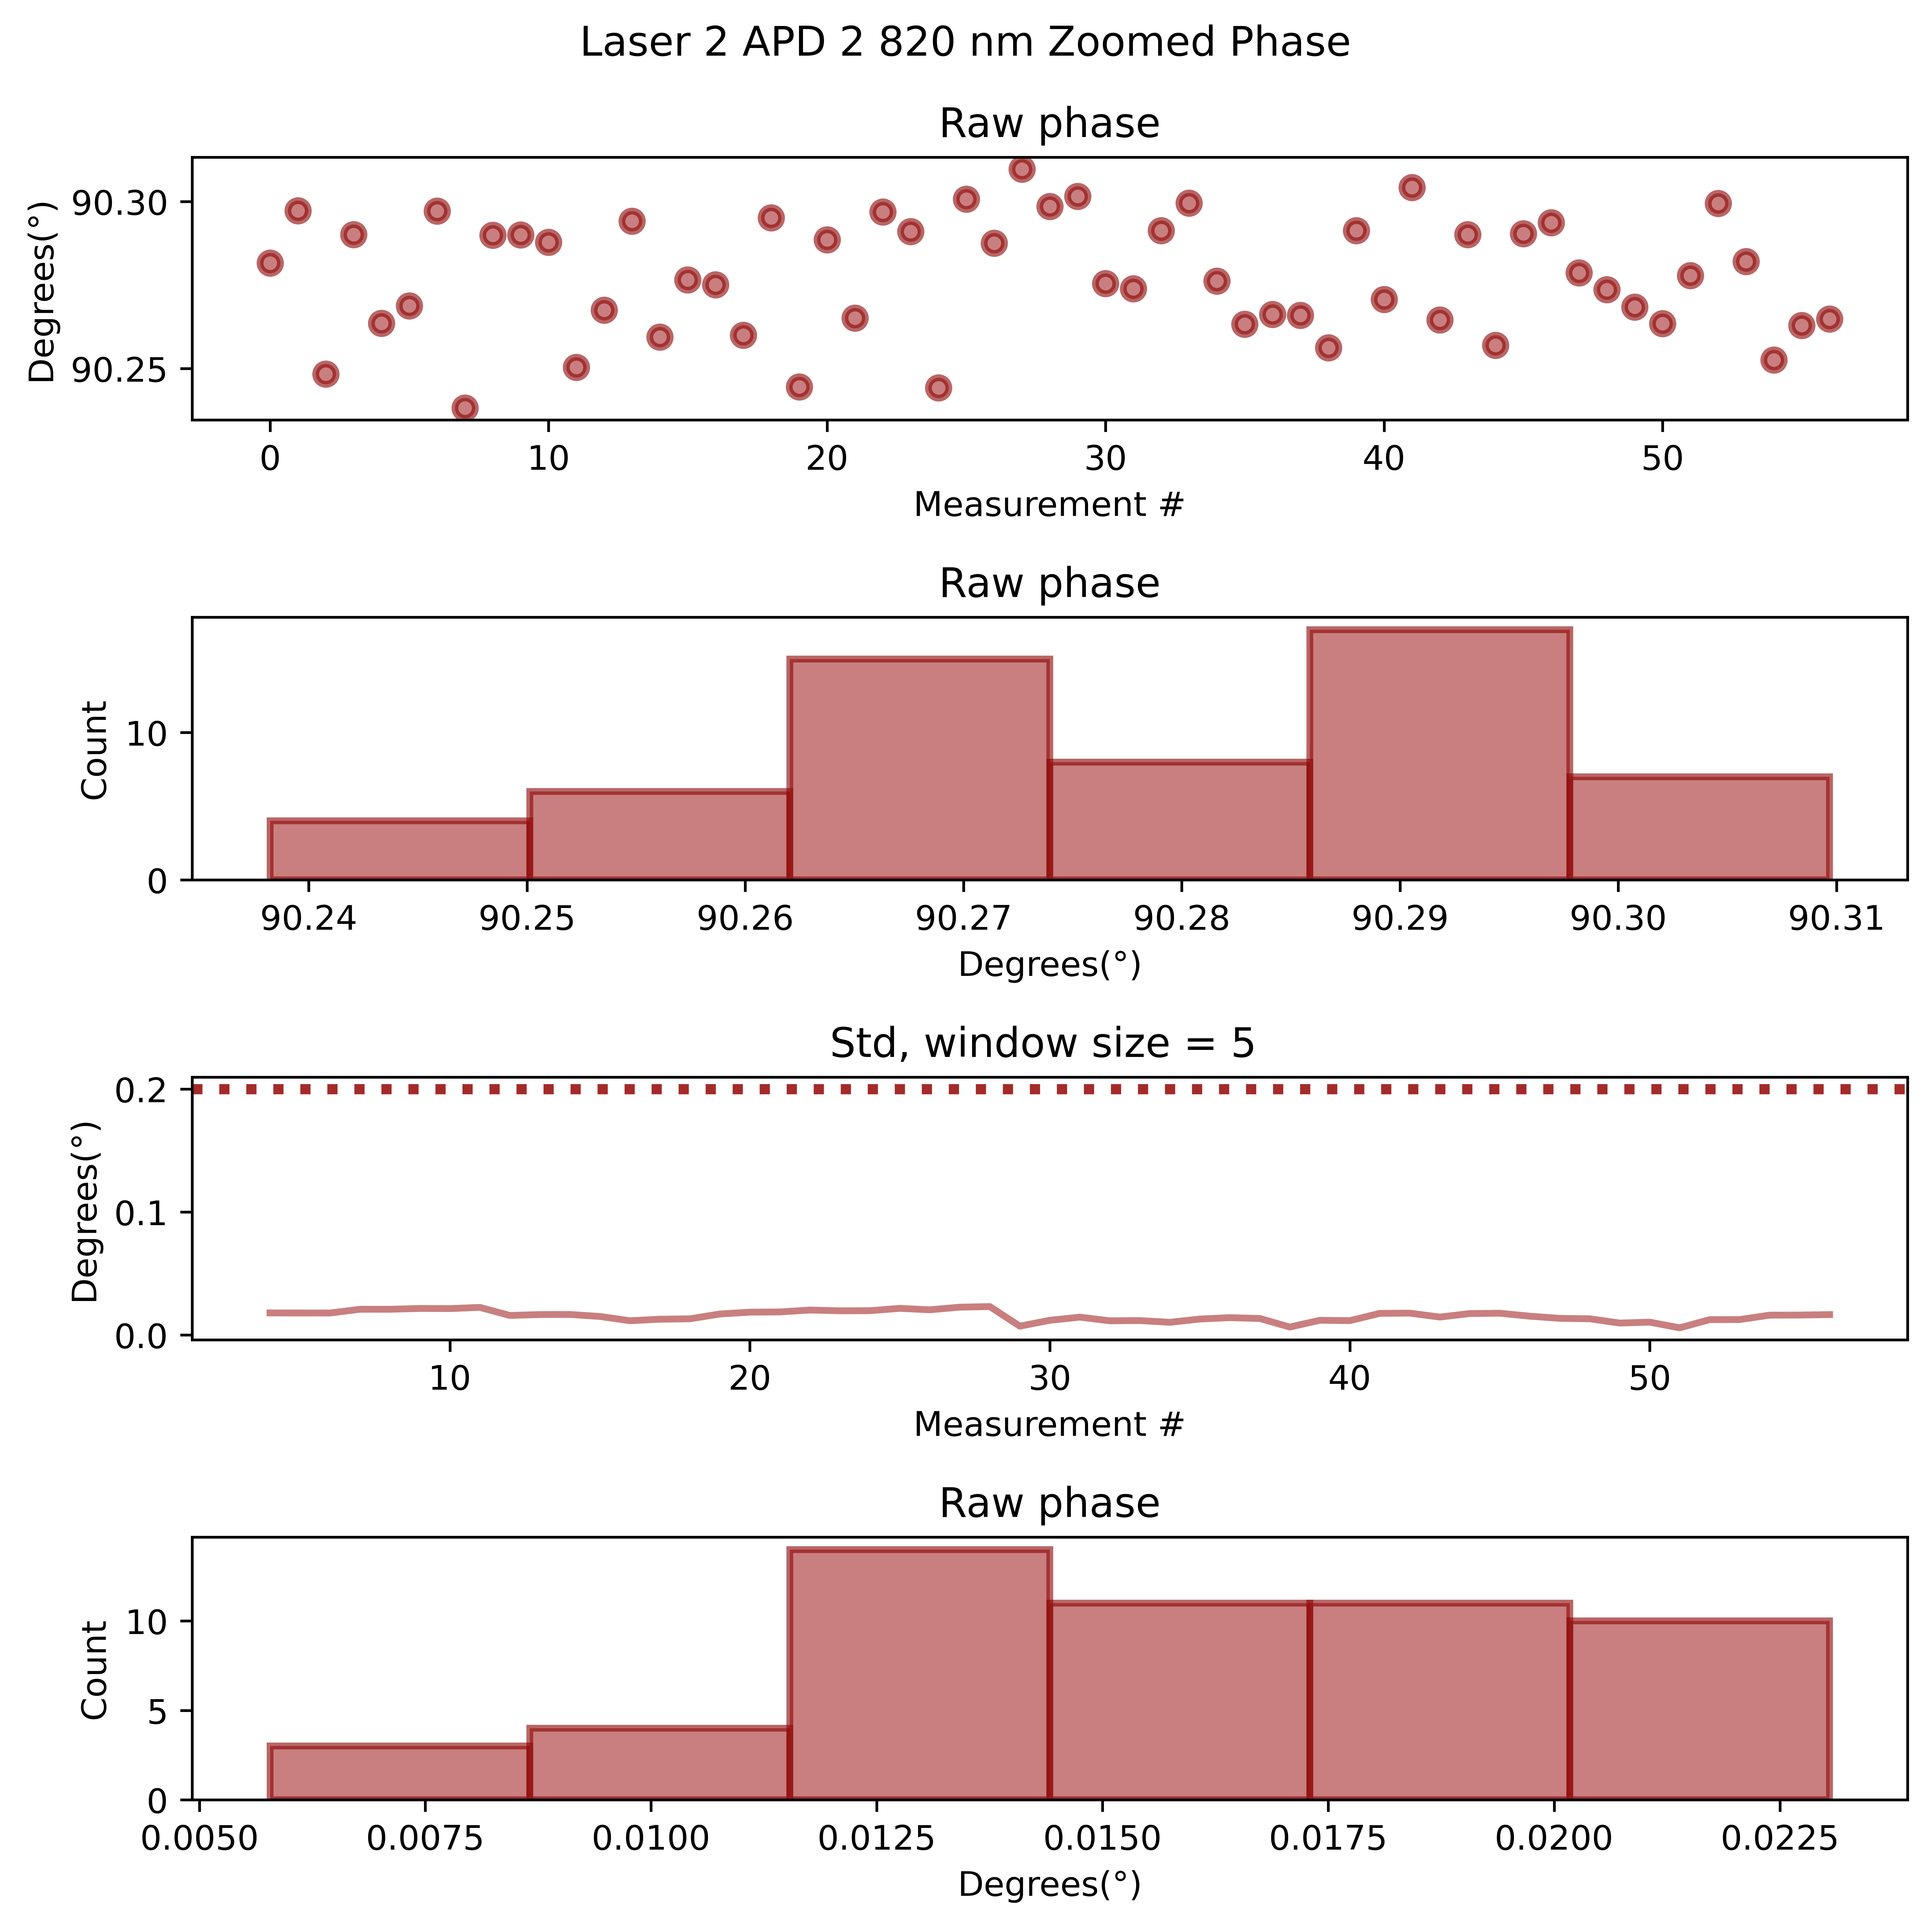 Laser 2 APD 2 820 nm Zoomed Phase
Raw phase
Degrees(°)
90.30
90.25
0 10 20 30 40 50
Measurement #
Raw phase
Count
10
0
90.24 90.25 90.26 90.27 90.28 90.29 90.30 90.31
Degrees(°)
Std, window size = 5
Degrees(°)
0.2
0.1
0.0
10 20 30 40 50
Measurement #
Raw phase
Count
10
5
0
0.0050 0.0075 0.0100 0.0125 0.0150 0.0175 0.0200 0.0225
Degrees(°)